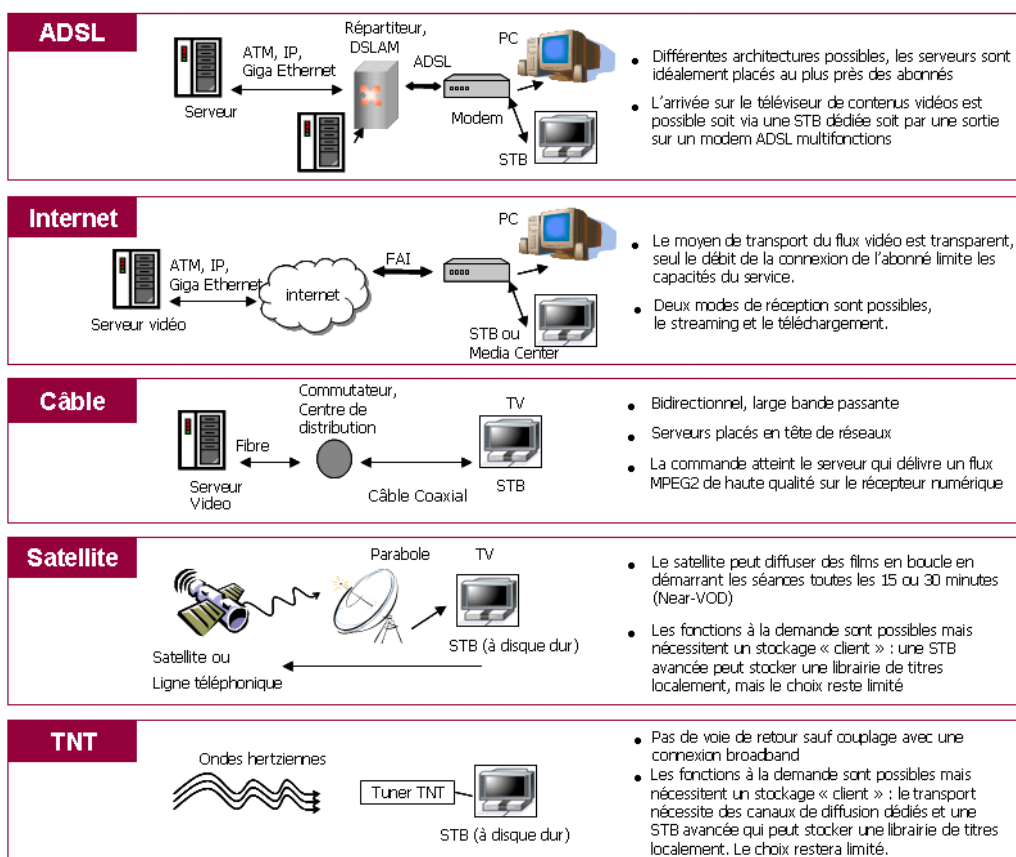 ADSL
ATM, IP,
Giga Ethernet
Serveur
Répartiteur,
DSLAM
ADSL
Modem
PC
STB
• Différentes architectures possibles, les serveurs sont
idéalement placés au plus près des abonnés
• L'arrivée sur le téléviseur de contenus vidéos est
possible soit via une STB dédiée soit par une sortie
sur un modem ADSL multifonctions
Internet
ATM, IP,
Giga Ethernet
Serveur vidéo
internet
FAI
PC
STB ou
Media Center
• Le moyen de transport du flux vidéo est transparent,
seul le débit de la connexion de l'abonné limite les
capacités du service.
• Deux modes de réception sont possibles,
le streaming et le téléchargement.
Câble
Serveur
Video
Fibre
Commutateur,
Centre de
distribution
Câble Coaxial
TV
STB
• Bidirectionnel, large bande passante
• Serveurs placés en tête de réseaux
• La commande atteint le serveur qui délivre un flux
MPEG2 de haute qualité sur le récepteur numérique
Satellite
Parabole
TV
STB (à disque dur)
Satellite ou
Ligne téléphonique
• Le satellite peut diffuser des films en boucle en
démarrant les séances toutes les 15 ou 30 minutes
(Near-VOD)
• Les fonctions à la demande sont possibles mais
nécessitent un stockage « client » : une STB
avancée peut stocker une librairie de titres
localement, mais le choix reste limité
TNT
Ondes hertziennes
Tuner TNT
STB (à disque dur)
• Pas de voie de retour sauf couplage avec une
connexion broadband
• Les fonctions à la demande sont possibles mais
nécessitent un stockage « client » : le transport
nécessite des canaux de diffusion dédiés et une
STB avancée qui peut stocker une librairie de titres
localement. Le choix restera limité.